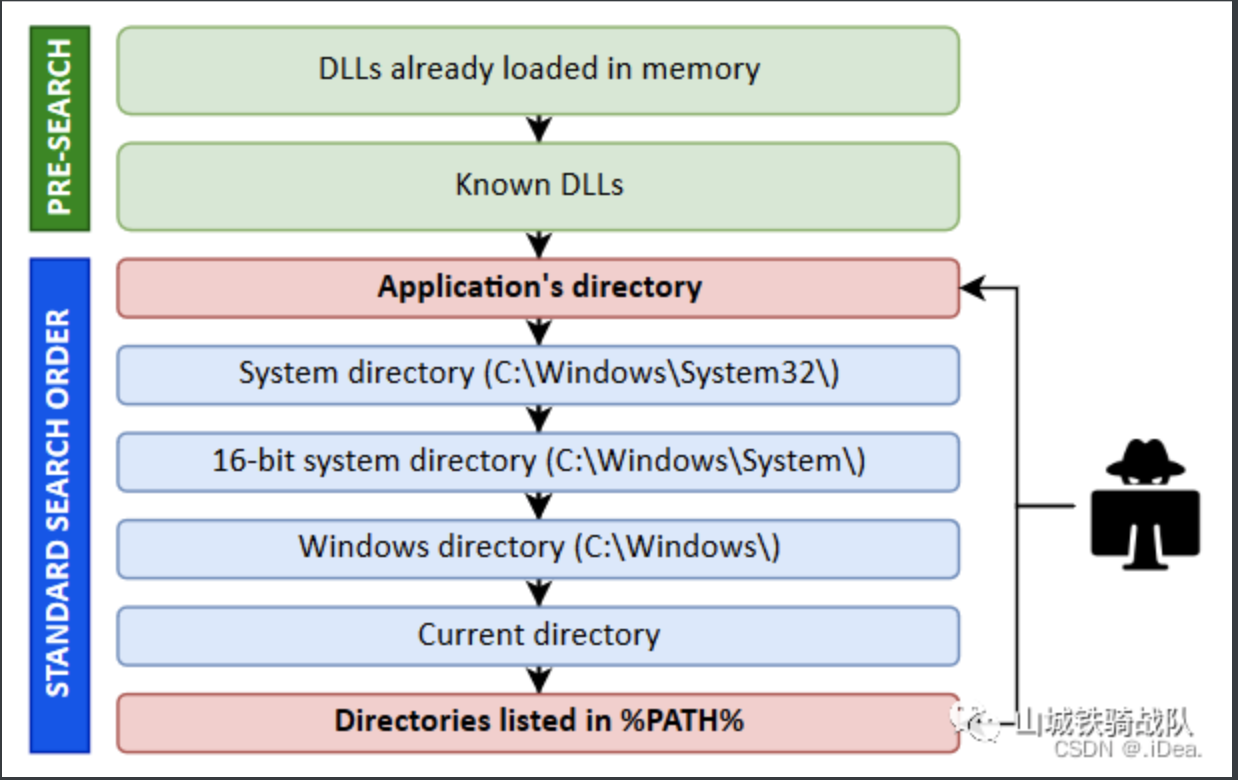 PRE-SEARCH
DLLs already loaded in memory
Known DLLs
STANDARD SEARCH ORDER
Application's directory
System directory (C:\Windows\System32\)
16-bit system directory (C:\Windows\System\)
Windows directory (C:\Windows\)
Current directory
Directories listed in %PATH%
山城铁骑战队
CSDN @.iDea.